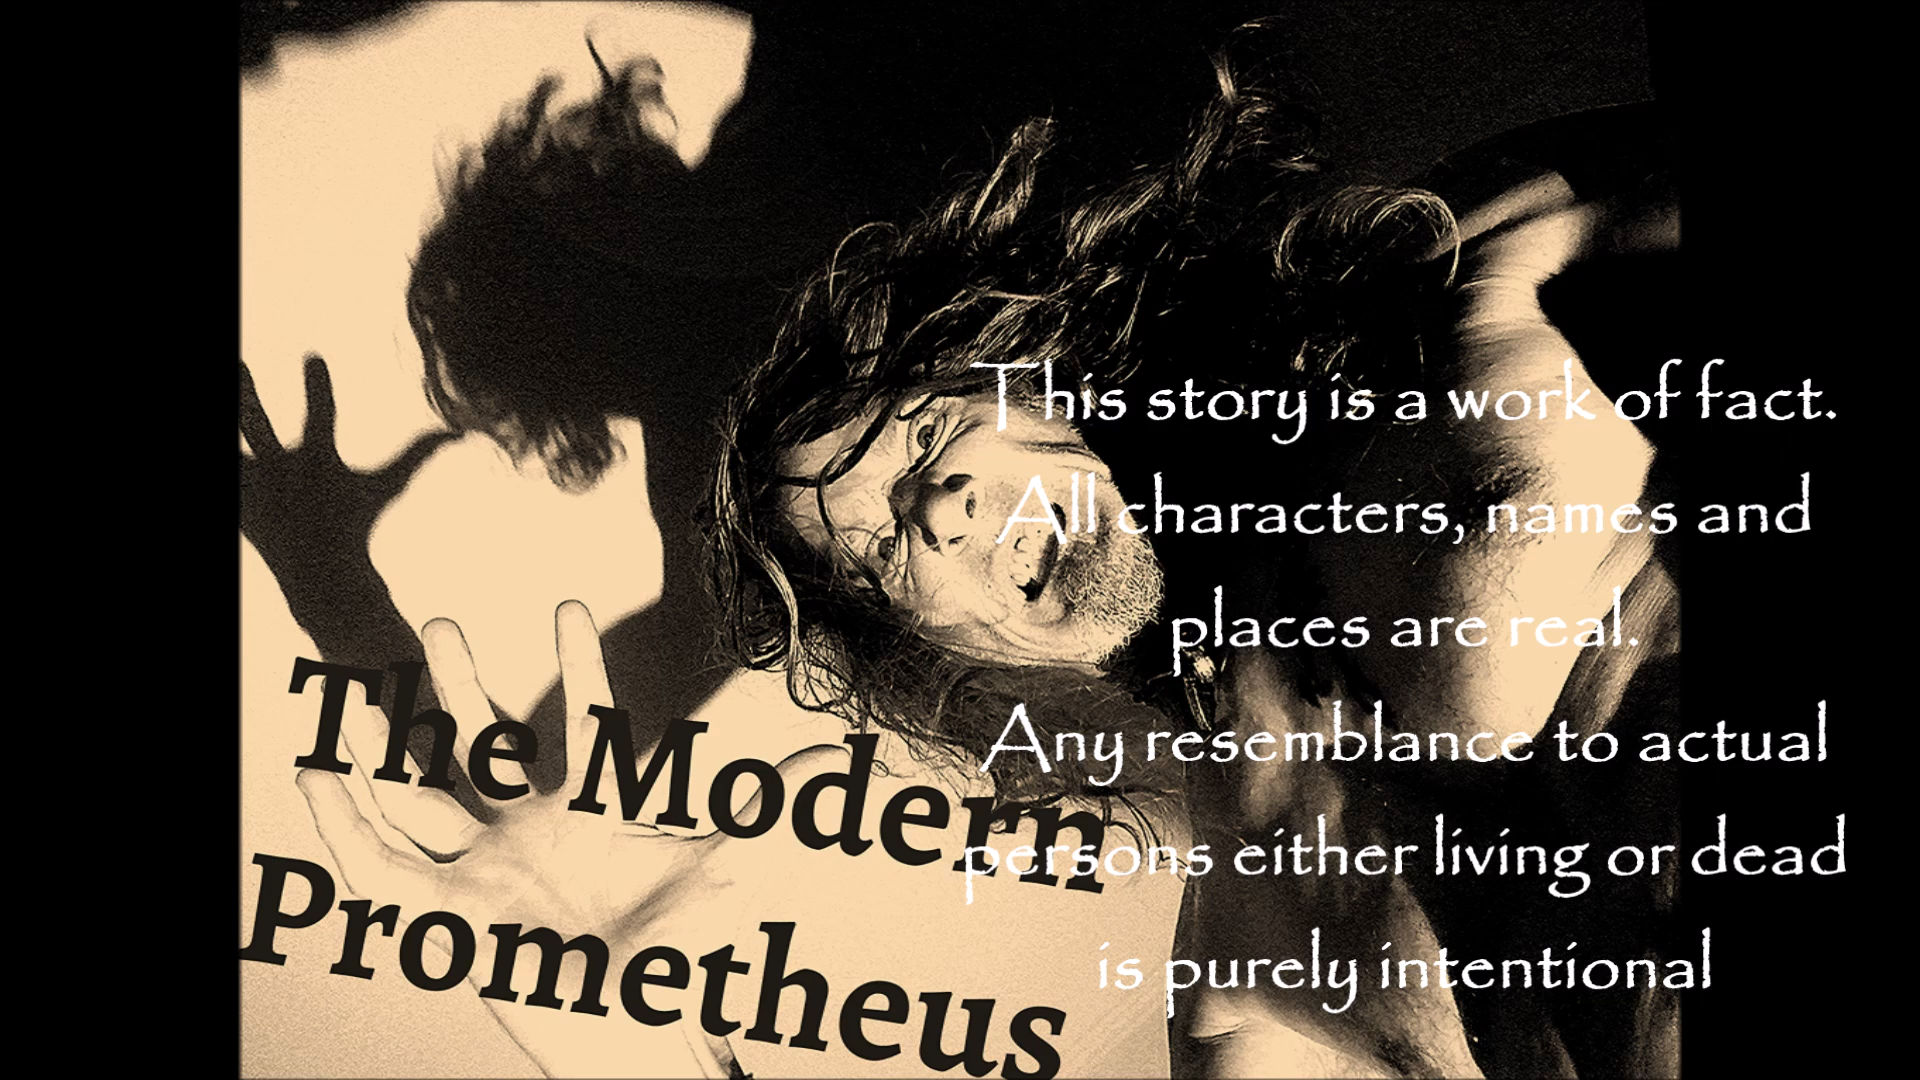 This story is a work of fact.
All characters, names and
places are real.
Any resemblance to actual
persons either living or dead
is purely intentional
The Modern
Prometheus